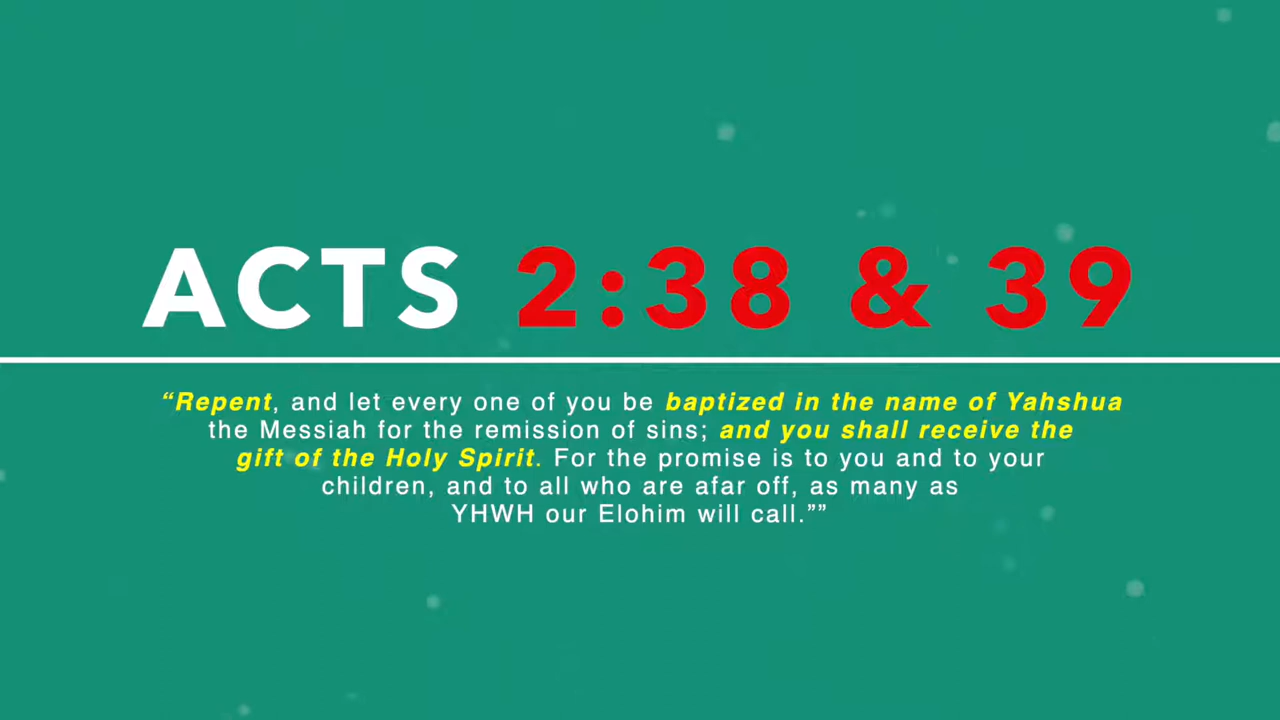 ACTS 2:38 & 39
“Repent, and let every one of you be baptized in the name of Yahshua
the Messiah for the remission of sins; and you shall receive the
gift of the Holy Spirit. For the promise is to you and to your
children, and to all who are afar off, as many as
YHWH our Elohim will call.””